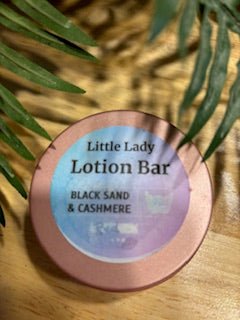 Little Lady
Lotion Bar
BLACK SAND
& CASHMERE